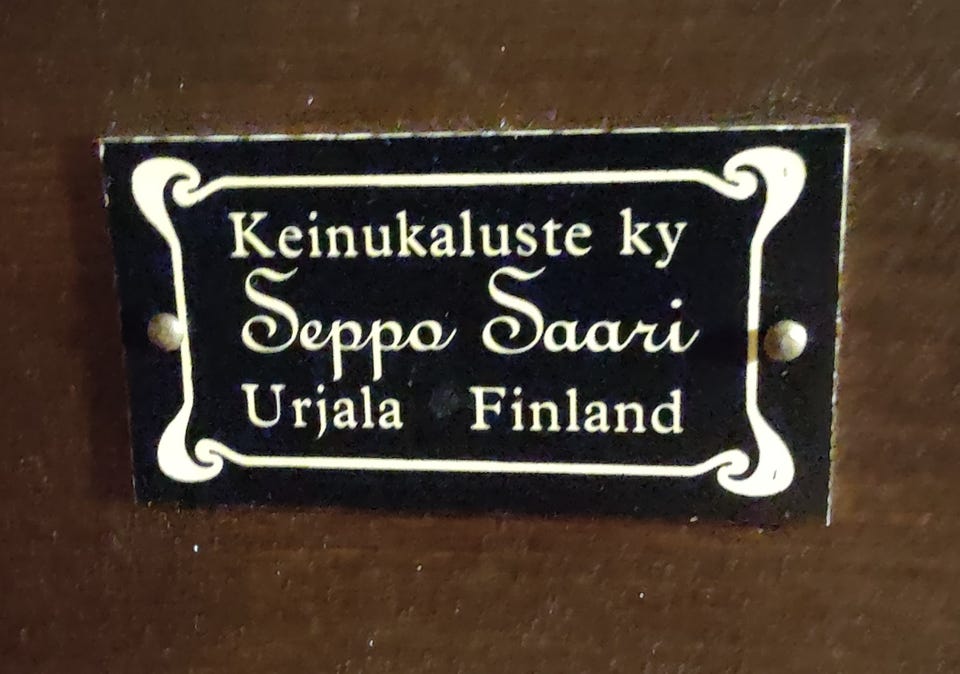 Keinukaluste ky
Seppo Saari
Urjala Finland